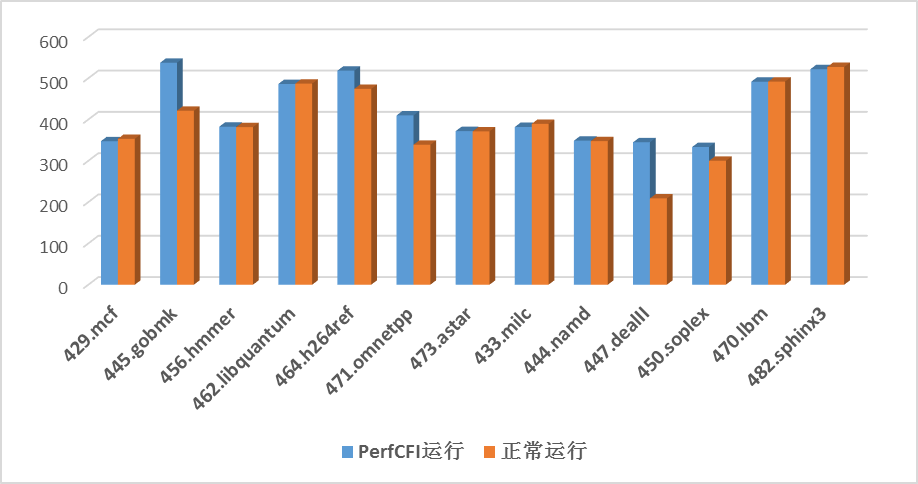 600
500
400
300
200
100
0
429.mcf
445.gobmk
456.hmmer
462.libquantum
464.h264ref
471.omnetpp
473.astar
433.milc
444.namd
447.dealII
450.soplex
470.lbm
482.sphinx3
PerfCFI运行 正常运行